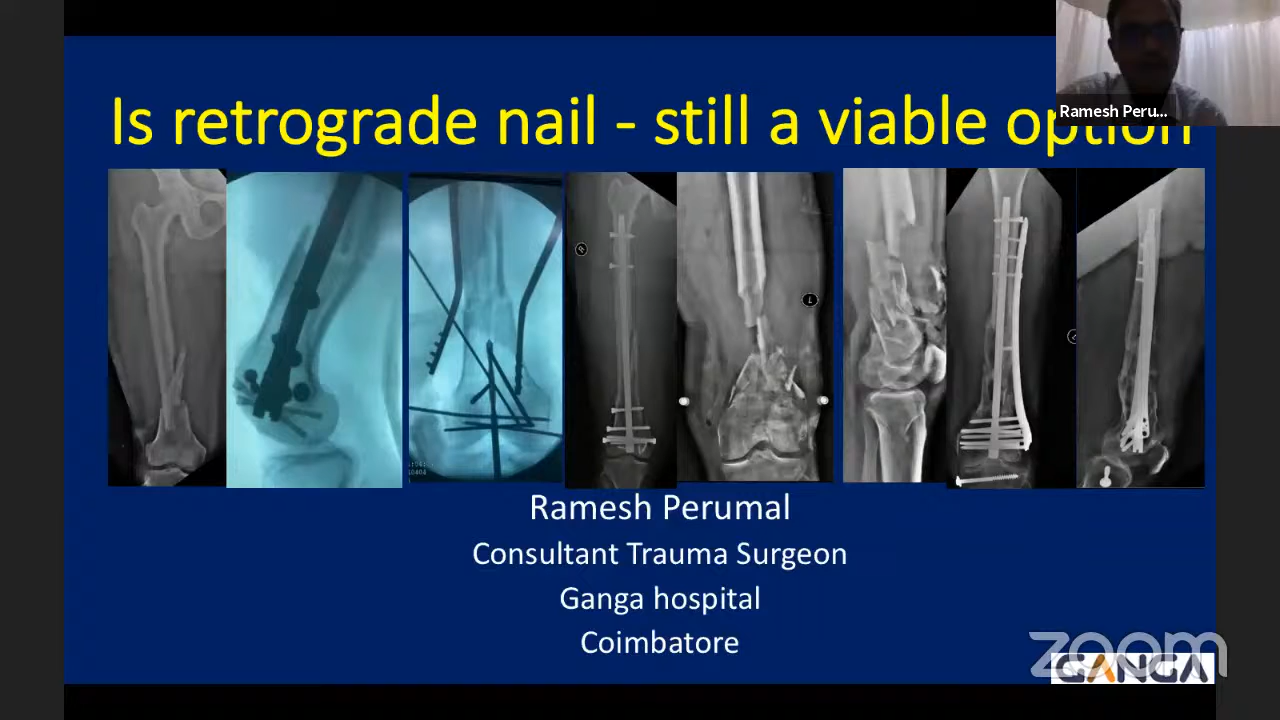 Is retrograde nail - still a viable option
Ramesh Peru...
R
L
Ramesh Perumal
Consultant Trauma Surgeon
Ganga hospital
Coimbatore
zoom
GANGA